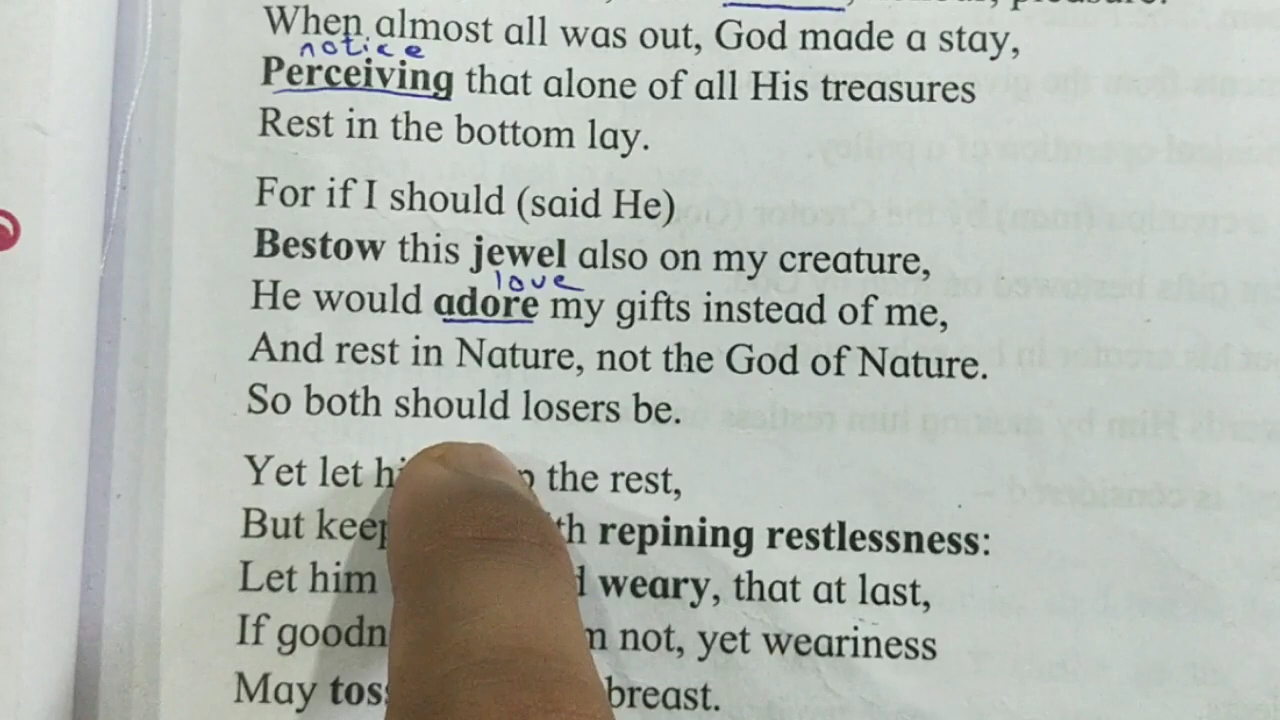 pleasure.
When almost all was out, God made a stay,
notice
Perceiving that alone of all His treasures
Rest in the bottom lay.
For if I should (said He)
Bestow this jewel also on my creature,
love
He would adore my gifts instead of me,
And rest in Nature, not the God of Nature.
So both should losers be.
Yet let the rest,
But keep repining restlessness:
Let him weary, that at last,
If not, yet weariness
May breast.